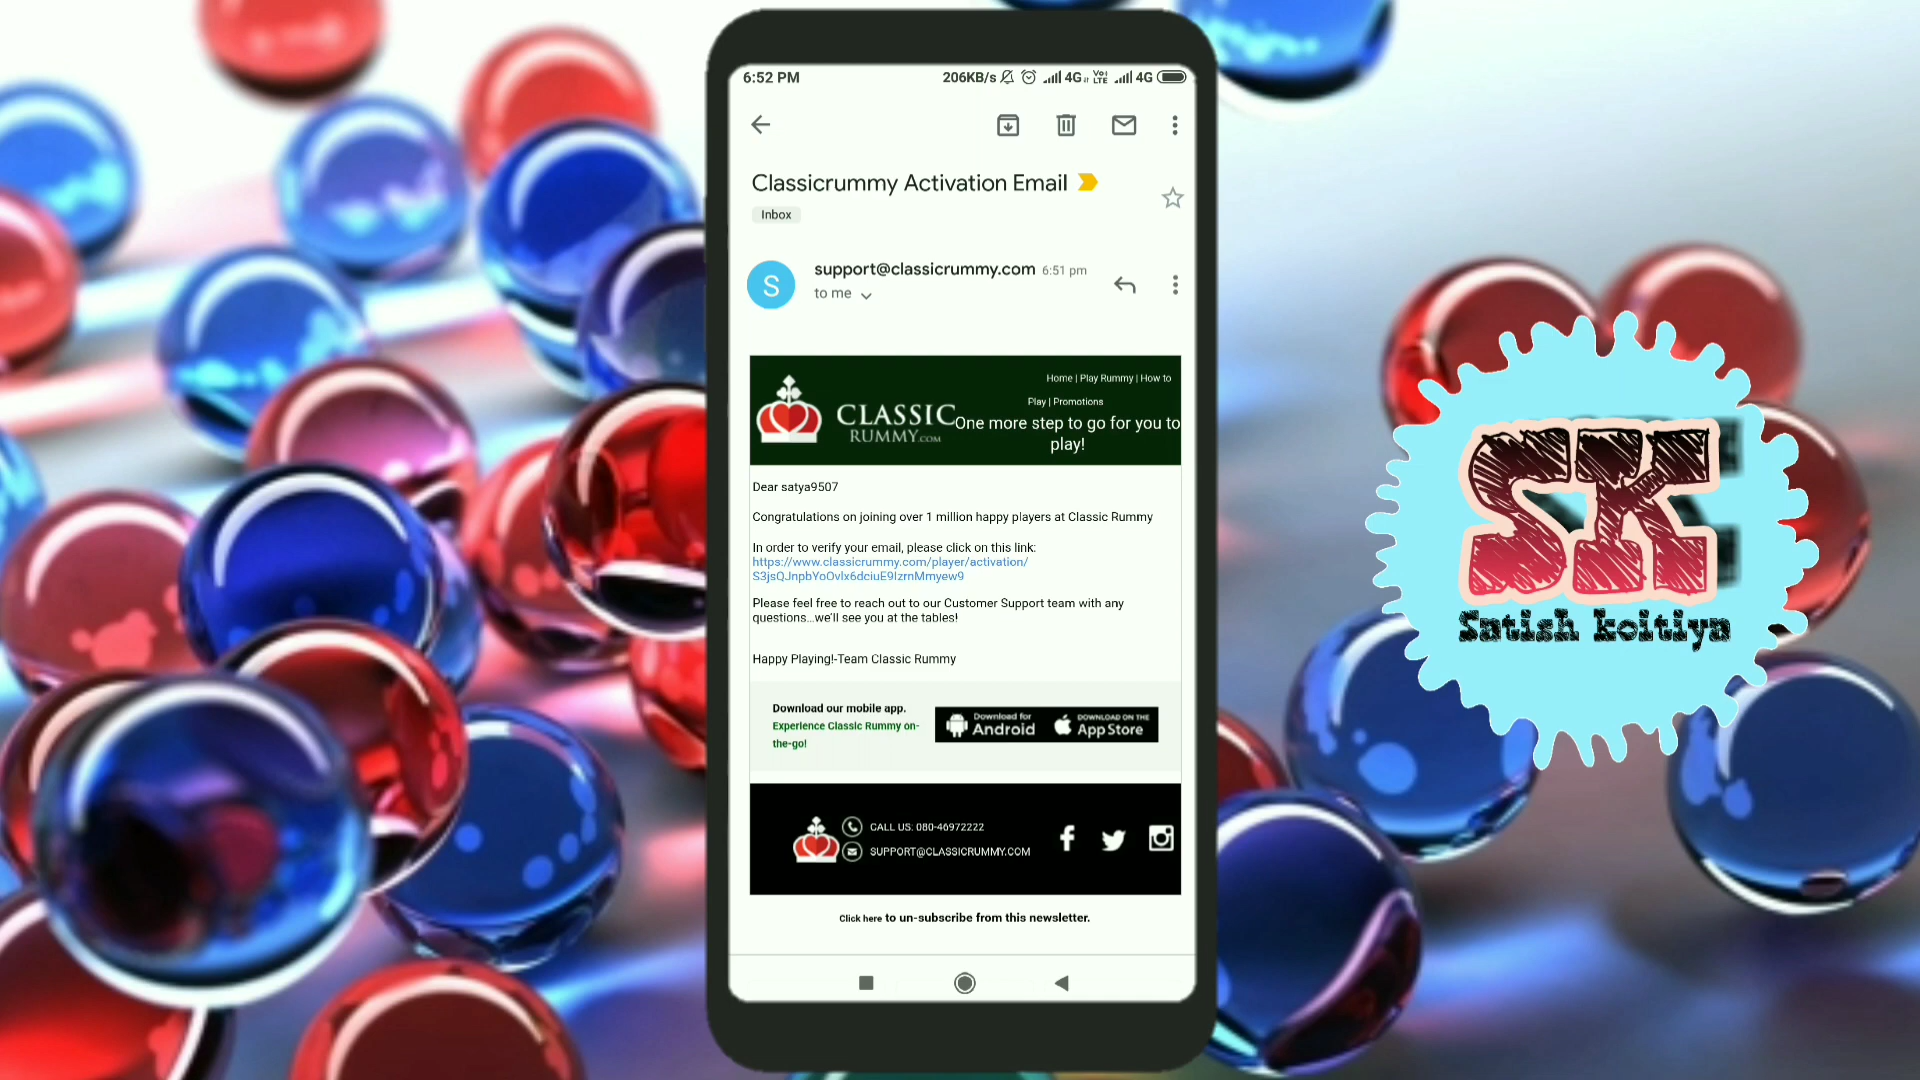 6:52 PM
206KB/s 4G VoLTE 4G
Classicrummy Activation Email
Inbox
S
support@classicrummy.com 6:51 pm
to me
Home | Play Rummy | How to
Play | Promotions
CLASSIC
RUMMY.COM
One more step to go for you to
play!
Dear satya9507
Congratulations on joining over 1 million happy players at Classic Rummy
In order to verify your email, please click on this link:
https://www.classicrummy.com/player/activation/
S3jsQJnpbYoOvlx6dciuE9IzrnMmyew9
Please feel free to reach out to our Customer Support team with any
questions...we'll see you at the tables!
Happy Playing!-Team Classic Rummy
Download our mobile app.
Experience Classic Rummy on-
the-go!
Download for
Android
DOWNLOAD ON THE
App Store
CALL US: 080-46972222
SUPPORT@CLASSICRUMMY.COM
Click here to un-subscribe from this newsletter.
SK
Satish koitiya